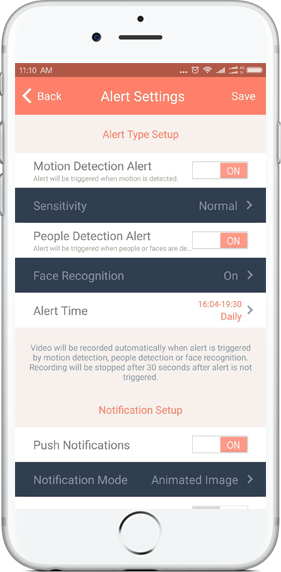 11:10 AM
Back Alert Settings Save
Alert Type Setup
Motion Detection Alert ON
Alert will be triggered when motion is detected.
Sensitivity Normal
People Detection Alert ON
Alert will be triggered when people or faces are de...
Face Recognition On
16:04-19:30
Alert Time
Daily
Video will be recorded automatically when alert is triggered
by motion detection, people detection or face recognition.
Recording will be stopped after 30 seconds after alert is not
triggered.
Notification Setup
Push Notifications ON
Notification Mode Animated Image